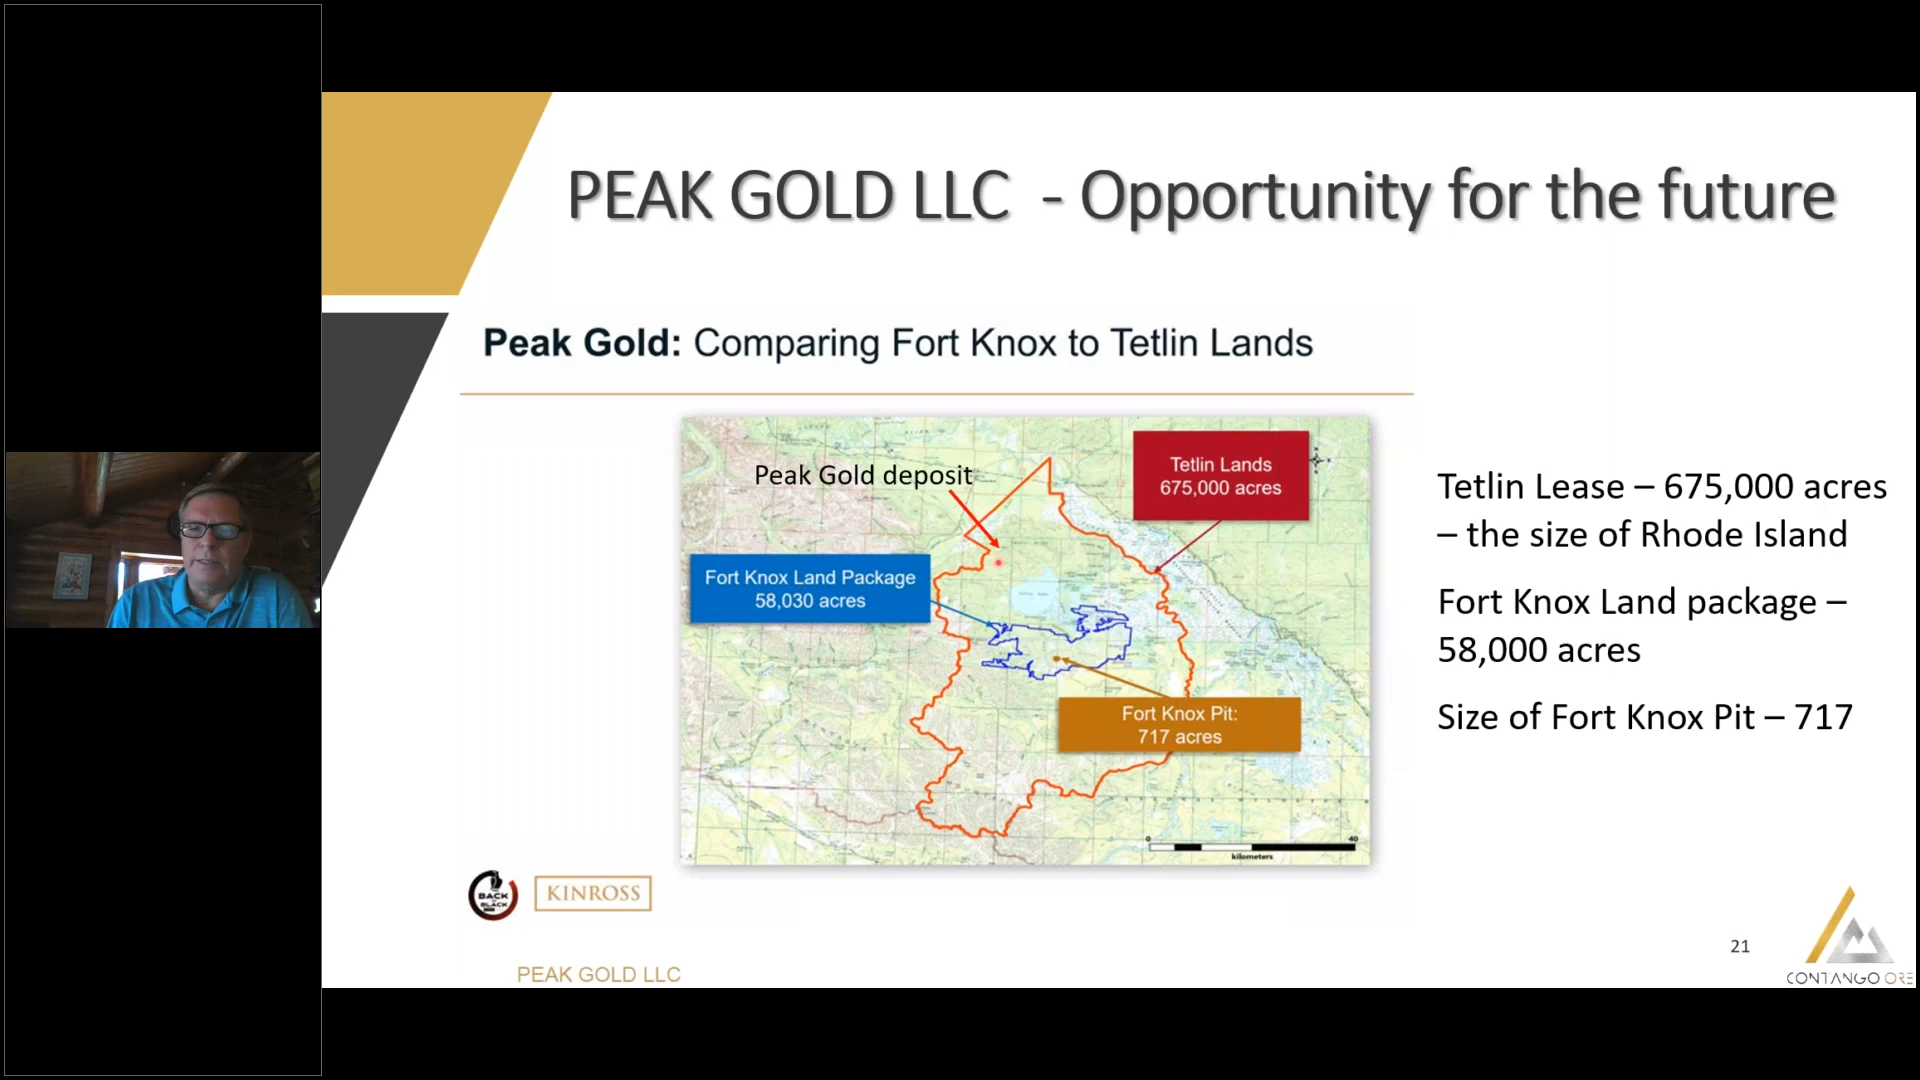 PEAK GOLD LLC - Opportunity for the future
Peak Gold: Comparing Fort Knox to Tetlin Lands
Peak Gold deposit
Tetlin Lands
675,000 acres
Fort Knox Land Package
58,030 acres
Fort Knox Pit:
717 acres
0 40
kilometers
Tetlin Lease – 675,000 acres
– the size of Rhode Island
Fort Knox Land package –
58,000 acres
Size of Fort Knox Pit – 717
BACK
BLACK
KINROSS
PEAK GOLD LLC
21
CONTANGO ORE